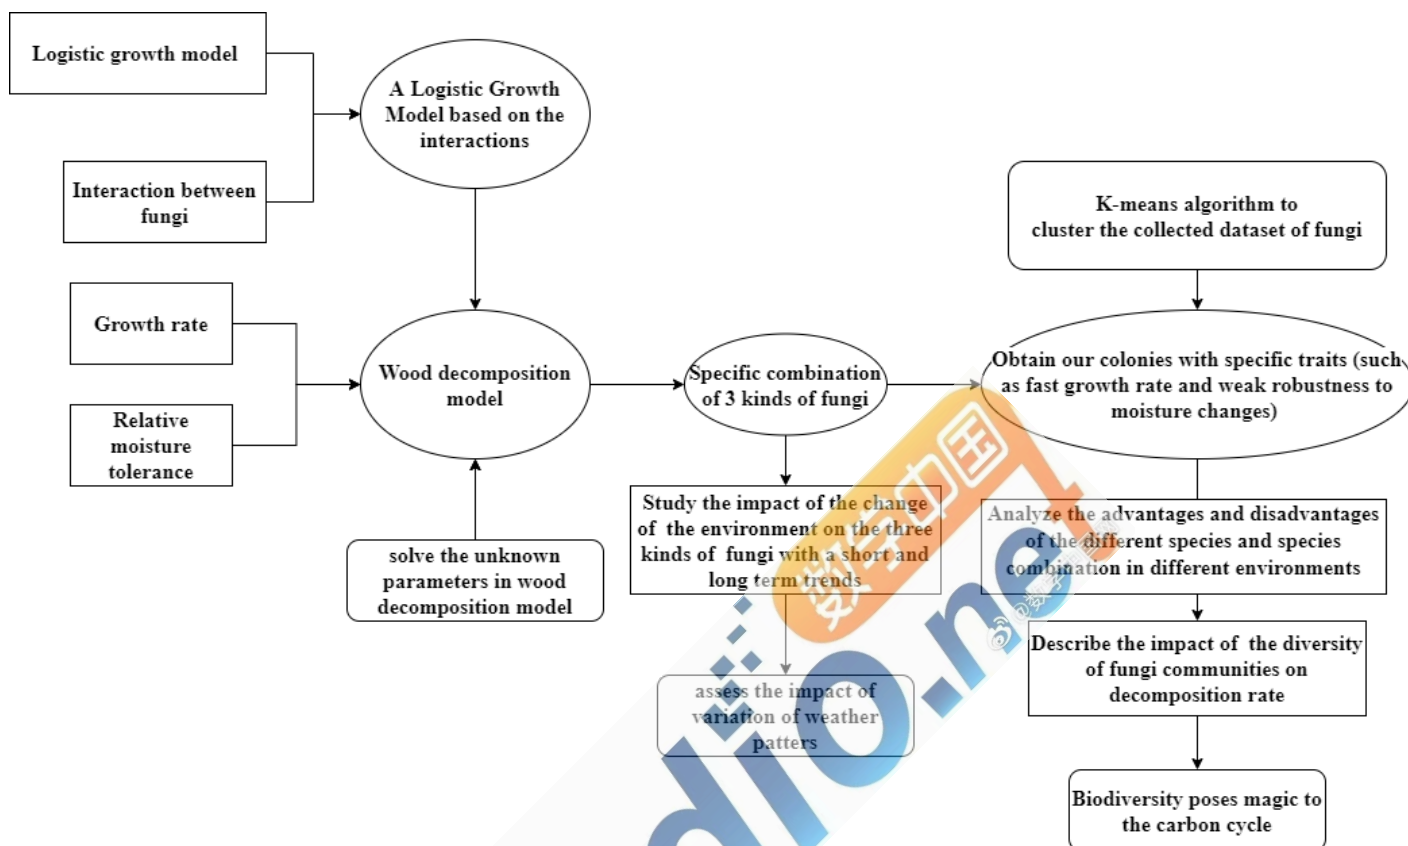 Logistic growth model
A Logistic Growth
Model based on the
interactions
Interaction between
fungi
K-means algorithm to
cluster the collected dataset of fungi
Growth rate
Relative
moisture
tolerance
Wood decomposition
model
Specific combination
of 3 kinds of fungi
Obtain our colonies with specific traits (such
as fast growth rate and weak robustness to
moisture changes)
solve the unknown
parameters in wood
decomposition model
Study the impact of the change
of the environment on the three
kinds of fungi with a short and
long term trends
Analyze the advantages and disadvantages
of the different species and species
combination in different environments
assess the impact of
variation of weather
patters
Describe the impact of the diversity
of fungi communities on
decomposition rate
Biodiversity poses magic to
the carbon cycle
数学中国
dio.net